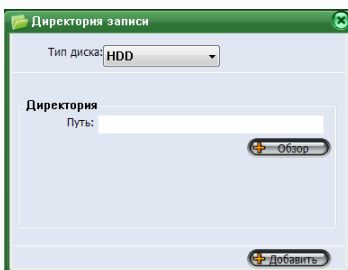 Директория записи
Тип диска: HDD
Директория
Путь:
Обзор
Добавить